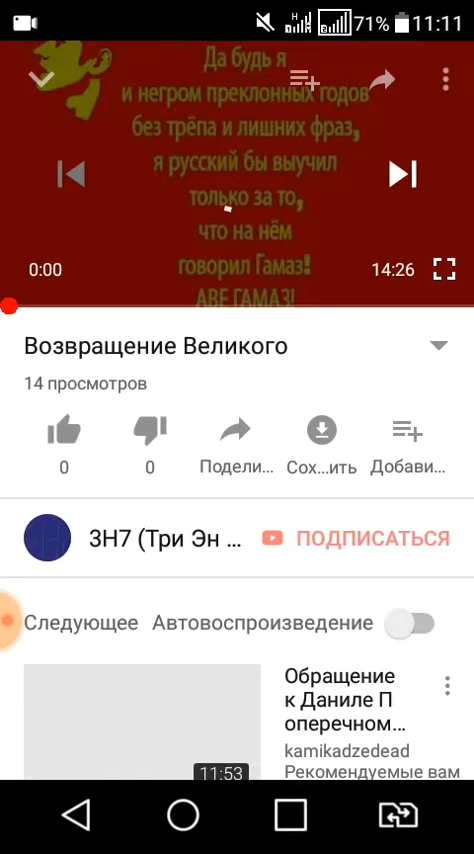 71% 11:11
Да будь я
и негром преклонных годов
без трёпа и лишних фраз,
я русский бы выучил
только за то,
что на нём
говорил Гамаз!
АВЕ ГАМАЗ!
0:00 14:26
Возвращение Великого
14 просмотров
0 0 Подели... Сох...ить Добави...
3Н7 (Три Эн ... ПОДПИСАТЬСЯ
Следующее Автовоспроизведение
Обращение
к Даниле П
оперечном...
kamikadzedead
Рекомендуемые вам
11:53